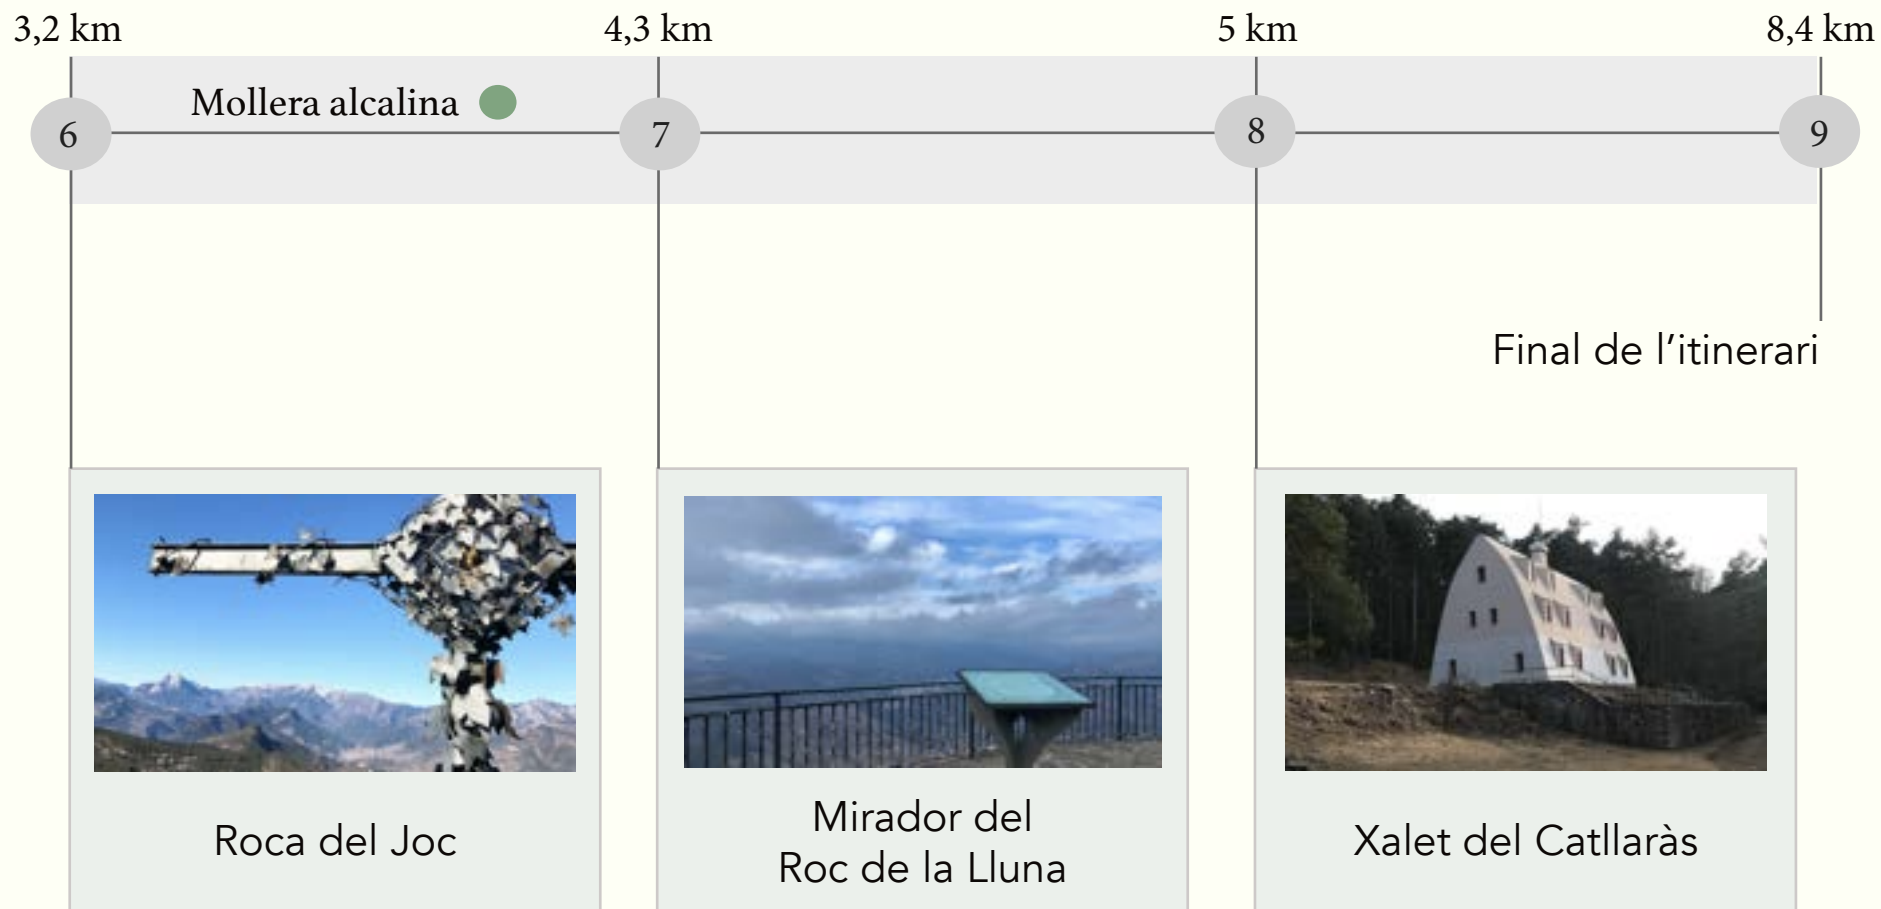 3,2 km
4,3 km
5 km
8,4 km
Mollera alcalina
6
7
8
9
Final de l’itinerari
Roca del Joc
Mirador del
Roc de la Lluna
Xalet del Catllaràs